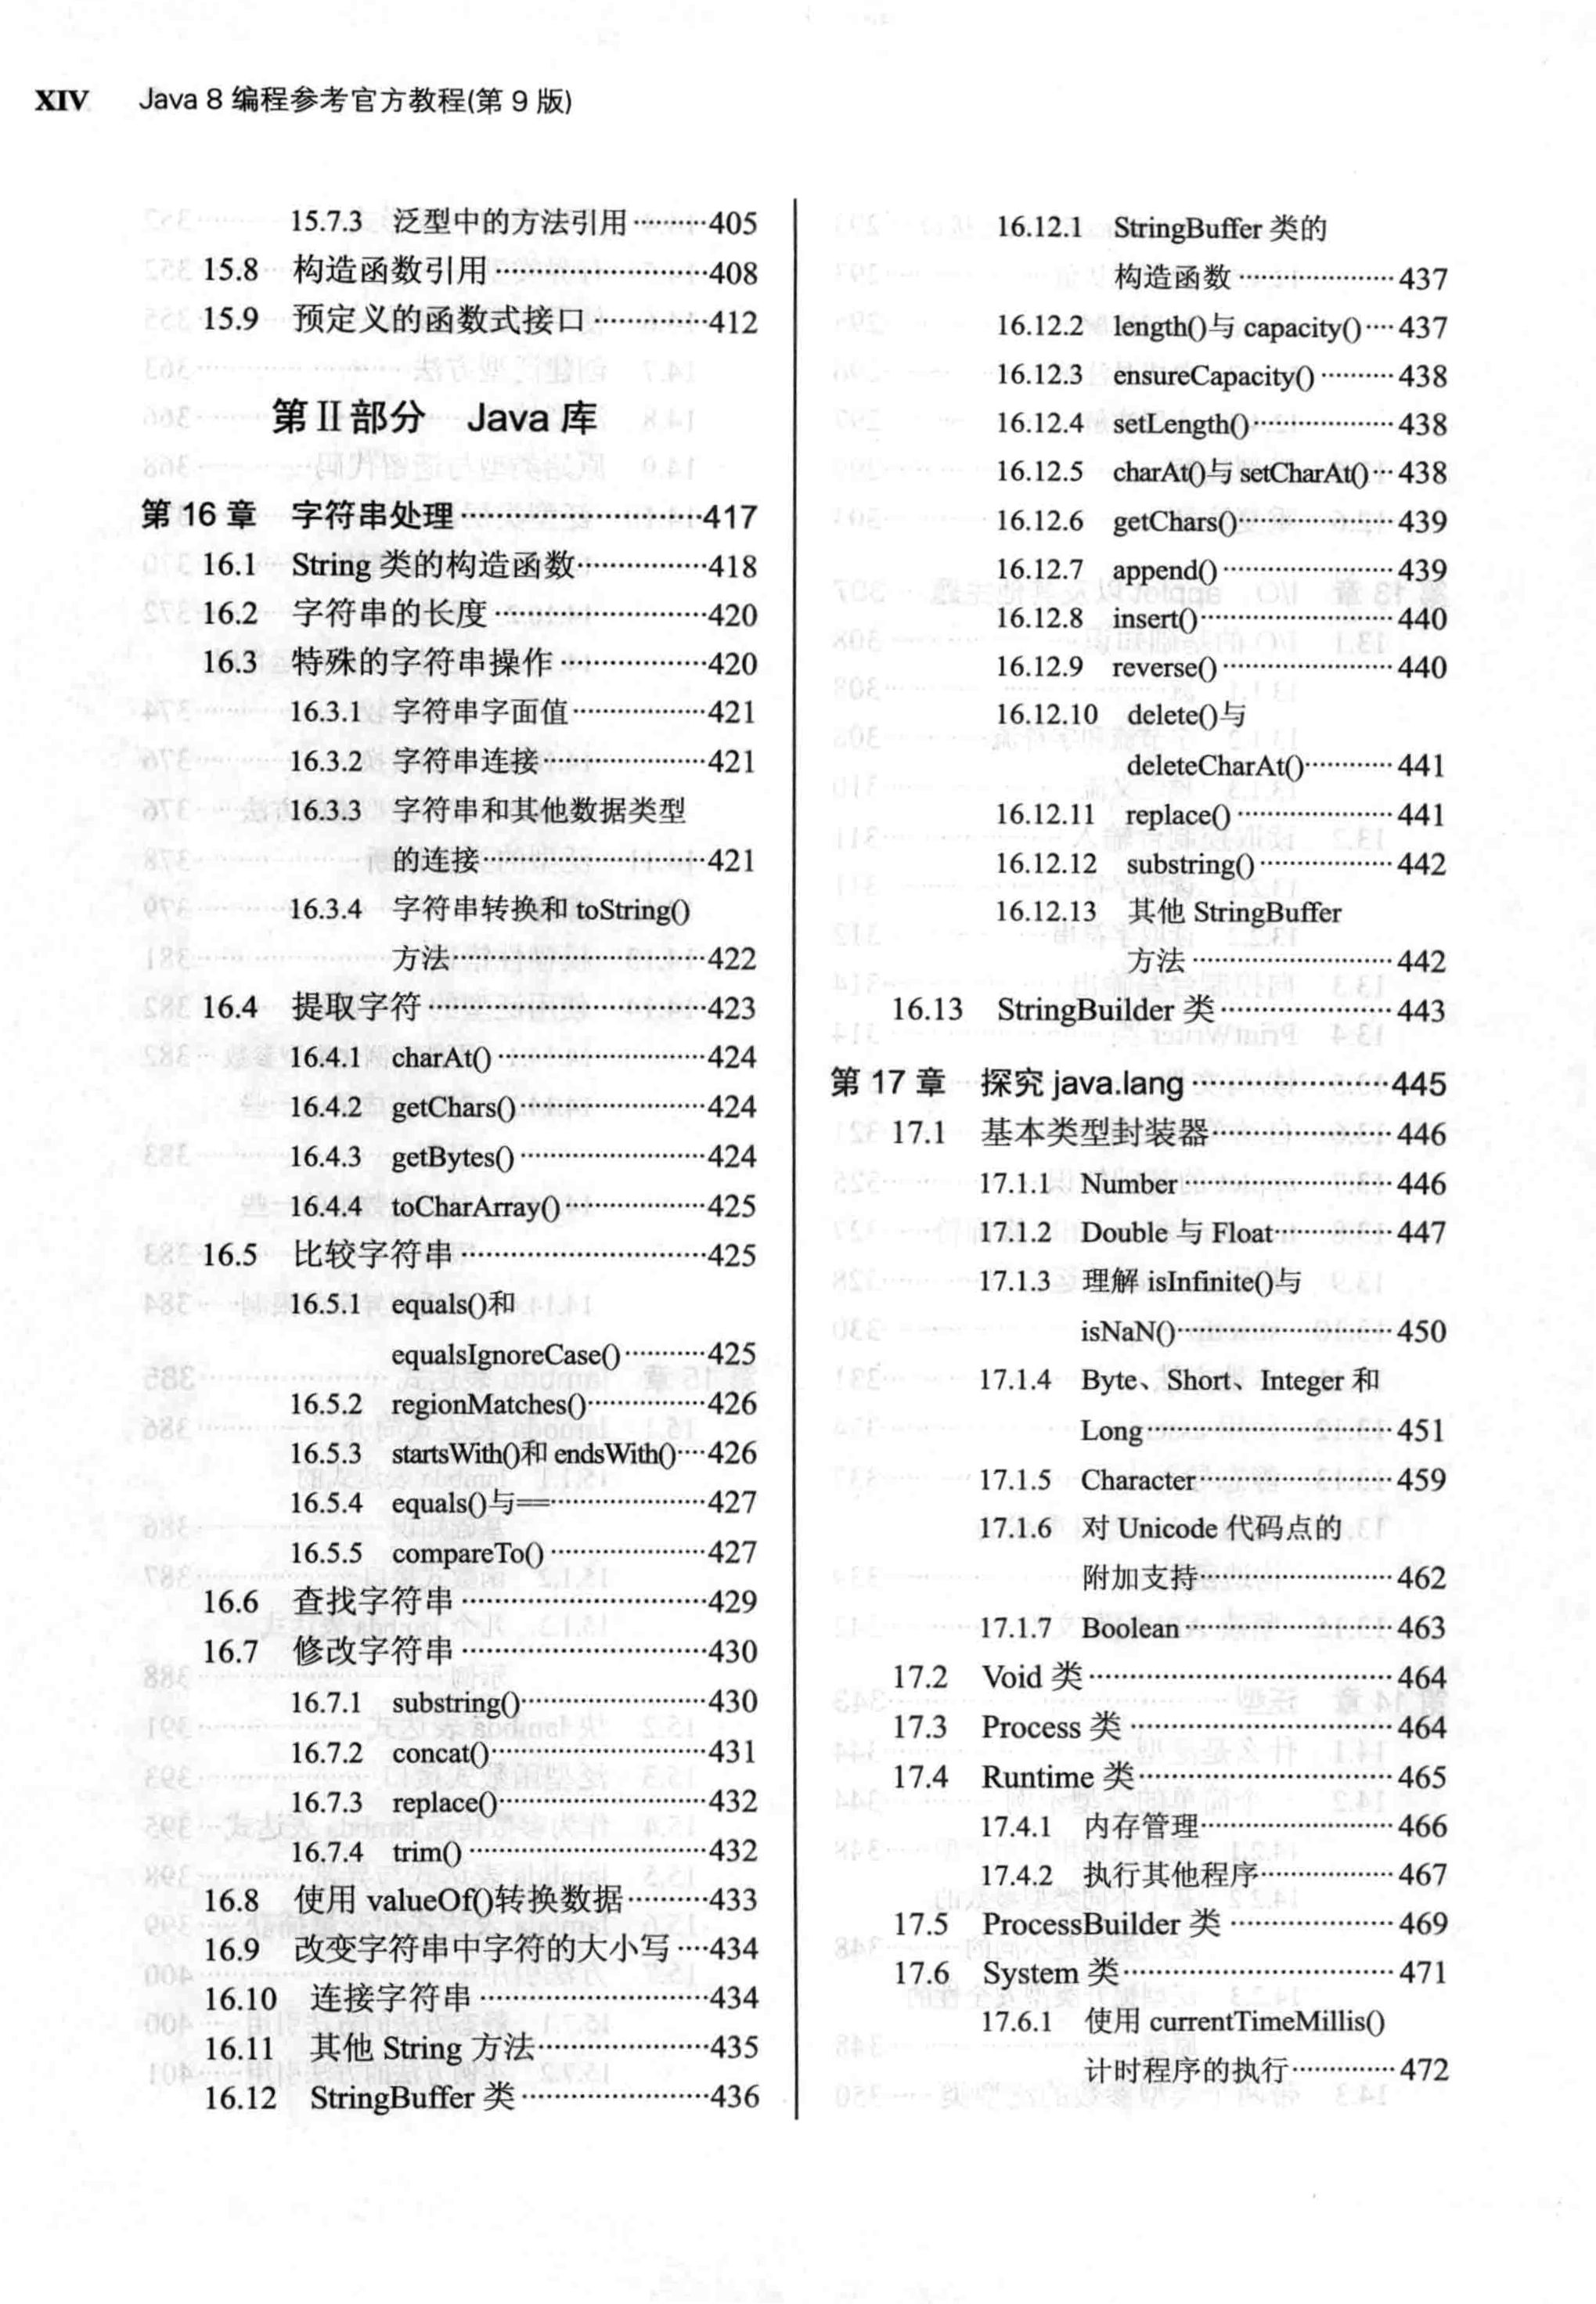 XIV Java 8 编程参考官方教程(第 9 版)
15.7.3 泛型中的方法引用··········405
15.8 构造函数引用··························408
15.9 预定义的函数式接口··············412
第Ⅱ部分 Java 库
第 16 章 字符串处理······························417
16.1 String 类的构造函数················418
16.2 字符串的长度··························420
16.3 特殊的字符串操作··················420
16.3.1 字符串字面值··················421
16.3.2 字符串连接······················421
16.3.3 字符串和其他数据类型
的连接······························421
16.3.4 字符串转换和 toString()
方法··································422
16.4 提取字符··································423
16.4.1 charAt()····························424
16.4.2 getChars()·························424
16.4.3 getBytes()·························424
16.4.4 toCharArray()···················425
16.5 比较字符串······························425
16.5.1 equals()和
equalsIgnoreCase()···········425
16.5.2 regionMatches()················426
16.5.3 startsWith()和 endsWith()····426
16.5.4 equals()与==·····················427
16.5.5 compareTo()·····················427
16.6 查找字符串······························429
16.7 修改字符串······························430
16.7.1 substring()·························430
16.7.2 concat()·····························431
16.7.3 replace()····························432
16.7.4 trim()································432
16.8 使用 valueOf()转换数据··········433
16.9 改变字符串中字符的大小写····434
16.10 连接字符串····························434
16.11 其他 String 方法·····················435
16.12 StringBuffer 类·······················436
16.12.1 StringBuffer 类的
构造函数·····················437
16.12.2 length()与 capacity()····437
16.12.3 ensureCapacity()··········438
16.12.4 setLength()···················438
16.12.5 charAt()与 setCharAt()···438
16.12.6 getChars()·····················439
16.12.7 append()·······················439
16.12.8 insert()··························440
16.12.9 reverse()·······················440
16.12.10 delete()与
deleteCharAt()············441
16.12.11 replace()·····················441
16.12.12 substring()··················442
16.12.13 其他 StringBuffer
方法···························442
16.13 StringBuilder 类·····················443
第 17 章 探究 java.lang························445
17.1 基本类型封装器······················446
17.1.1 Number····························446
17.1.2 Double 与 Float················447
17.1.3 理解 isInfinite()与
isNaN()·····························450
17.1.4 Byte、Short、Integer 和
Long·································451
17.1.5 Character··························459
17.1.6 对 Unicode 代码点的
附加支持··························462
17.1.7 Boolean····························463
17.2 Void 类·····································464
17.3 Process 类································464
17.4 Runtime 类·······························465
17.4.1 内存管理··························466
17.4.2 执行其他程序··················467
17.5 ProcessBuilder 类····················469
17.6 System 类·································471
17.6.1 使用 currentTimeMillis()
计时程序的执行··············472